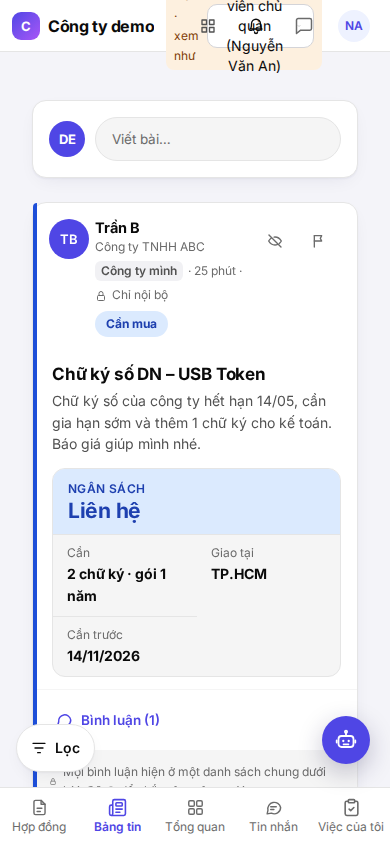 C Công ty demo
·
xem
như
viên chủ
quán
(Nguyễn
Văn An)
NA
DE Viết bài...
TB Trần B
Công ty TNHH ABC
Công ty mình · 25 phút ·
Chỉ nội bộ
Cần mua
Chữ ký số DN – USB Token
Chữ ký số của công ty hết hạn 14/05, cần
gia hạn sớm và thêm 1 chữ ký cho kế toán.
Báo giá giúp mình nhé.
NGÂN SÁCH
Liên hệ
Cần
2 chữ ký · gói 1
năm
Giao tại
TP.HCM
Cần trước
14/11/2026
Bình luận (1)
Lọc
Mọi bình luận hiện ở một danh sách chung dưới
Hợp đồng
Bảng tin
Tổng quan
Tin nhắn
Việc của tôi